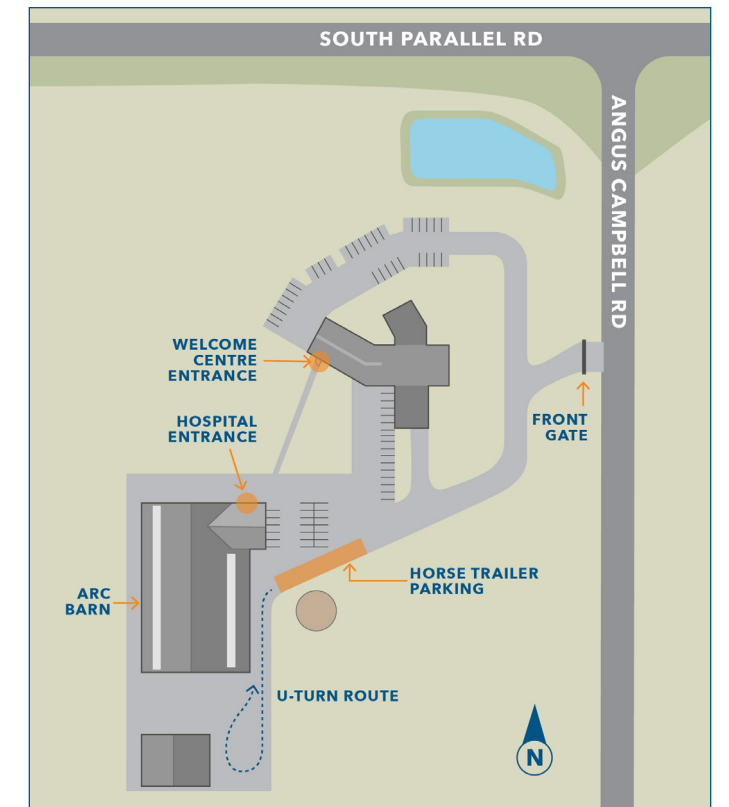 SOUTH PARALLEL RD
ANGUS CAMPBELL RD
WELCOME
CENTRE
ENTRANCE
HOSPITAL
ENTRANCE
FRONT
GATE
HORSE TRAILER
PARKING
ARC
BARN
U-TURN ROUTE
N